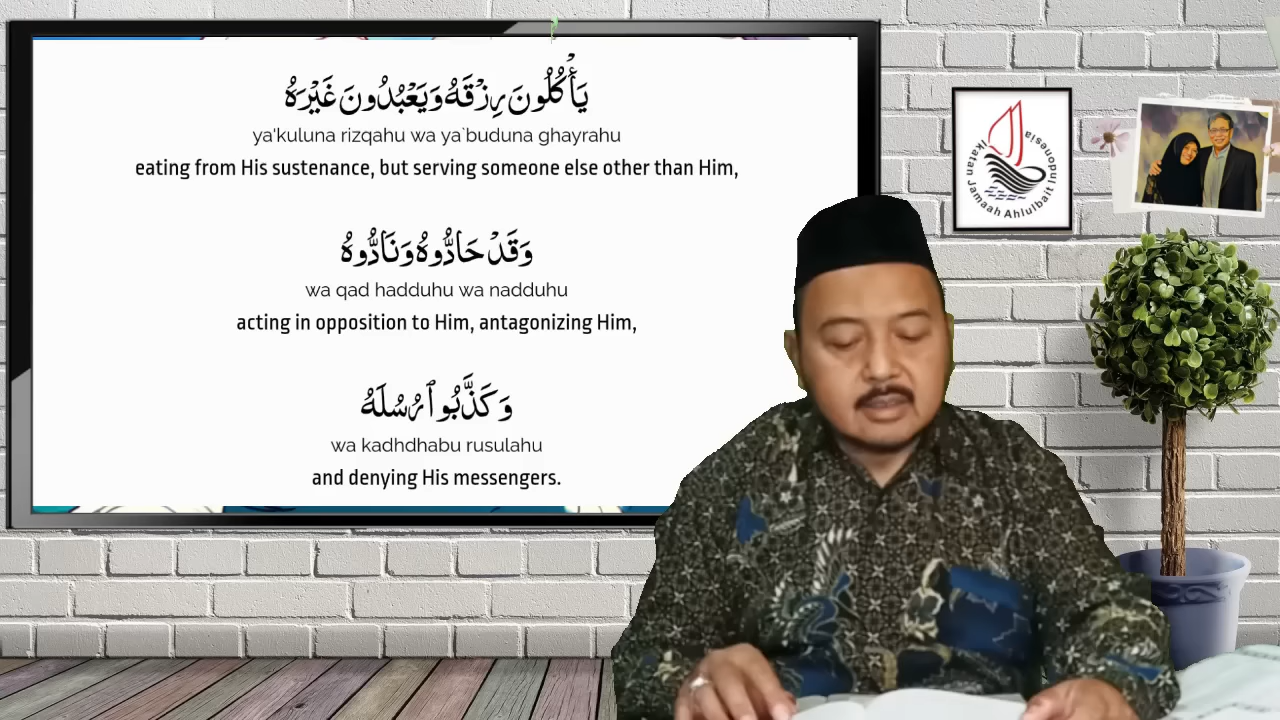 يَأْكُلُونَ رِزْقَهُ وَيَعْبُدُونَ غَيْرَهُ
ya'kuluna rizqahu wa ya`buduna ghayrahu
eating from His sustenance, but serving someone else other than Him,
وَقَدْ حَادُّوهُ وَنَادُّوهُ
wa qad hadduhu wa nadduhu
acting in opposition to Him, antagonizing Him,
وَكَذَّبُوٱ رُسُلَهُ
wa kadhdhabu rusulahu
and denying His messengers.
Ikatan Jamaah Ahlulbait Indonesia